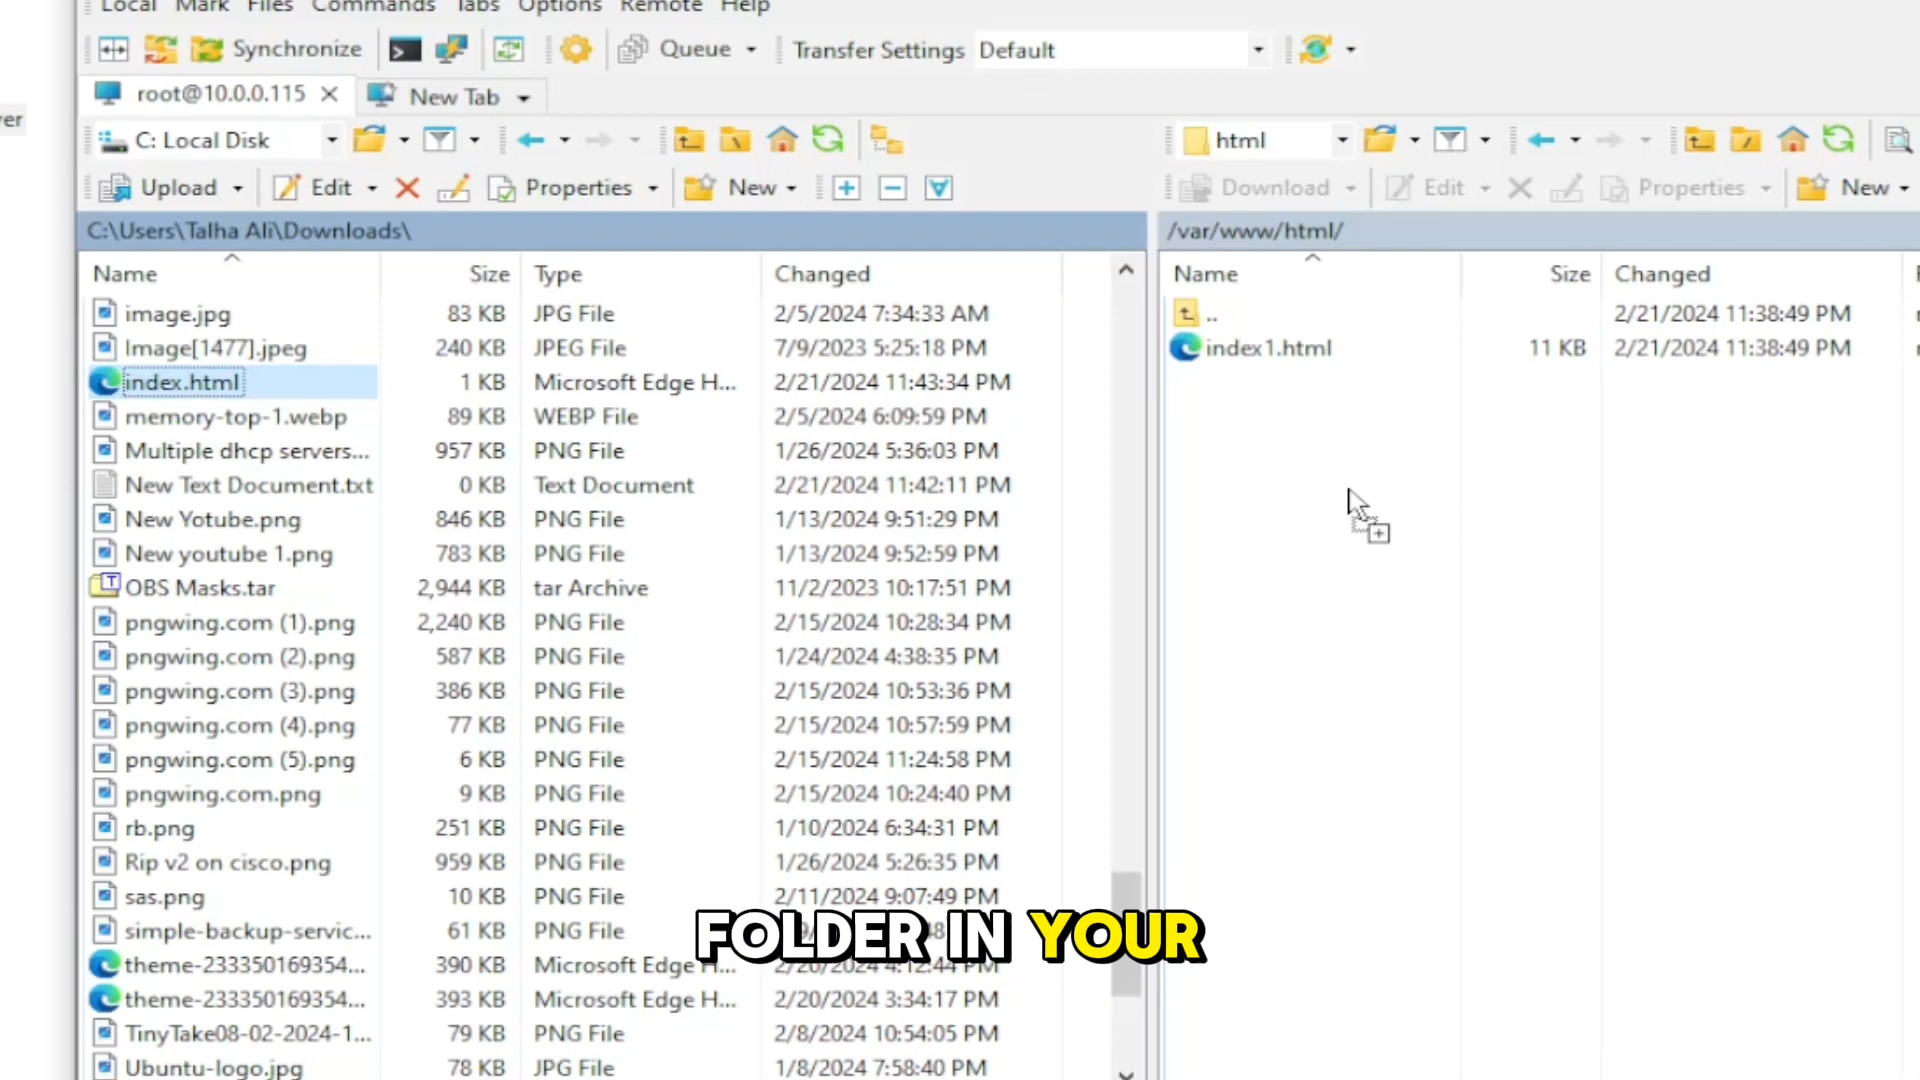 Local Mark Files Commands Tabs Options Remote Help
Synchronize Queue Transfer Settings Default
root@10.0.0.115 New Tab
C: Local Disk
html
Upload Edit Properties New
Download Edit Properties New
C:\Users\Talha Ali\Downloads\
/var/www/html/
Name Size Type Changed
image.jpg 83 KB JPG File 2/5/2024 7:34:33 AM
Image[1477].jpeg 240 KB JPEG File 7/9/2023 5:25:18 PM
index.html 1 KB Microsoft Edge H... 2/21/2024 11:43:34 PM
memory-top-1.webp 89 KB WEBP File 2/5/2024 6:09:59 PM
Multiple dhcp servers... 957 KB PNG File 1/26/2024 5:36:03 PM
New Text Document.txt 0 KB Text Document 2/21/2024 11:42:11 PM
New Yotube.png 846 KB PNG File 1/13/2024 9:51:29 PM
New youtube 1.png 783 KB PNG File 1/13/2024 9:52:59 PM
OBS Masks.tar 2,944 KB tar Archive 11/2/2023 10:17:51 PM
pngwing.com (1).png 2,240 KB PNG File 2/15/2024 10:28:34 PM
pngwing.com (2).png 587 KB PNG File 1/24/2024 4:38:35 PM
pngwing.com (3).png 386 KB PNG File 2/15/2024 10:53:36 PM
pngwing.com (4).png 77 KB PNG File 2/15/2024 10:57:59 PM
pngwing.com (5).png 6 KB PNG File 2/15/2024 11:24:58 PM
pngwing.com.png 9 KB PNG File 2/15/2024 10:24:40 PM
rb.png 251 KB PNG File 1/10/2024 6:34:31 PM
Rip v2 on cisco.png 959 KB PNG File 1/26/2024 5:26:35 PM
sas.png 10 KB PNG File 2/11/2024 9:07:49 PM
simple-backup-servic... 61 KB PNG File
theme-233350169354... 390 KB Microsoft Edge H... 2/20/2024 4:12:44 PM
theme-233350169354... 393 KB Microsoft Edge H... 2/20/2024 3:34:17 PM
TinyTake08-02-2024-1... 79 KB PNG File 2/8/2024 10:54:05 PM
Ubuntu-logo.jpg 78 KB JPG File 1/8/2024 7:58:40 PM
Name Size Changed
.. 2/21/2024 11:38:49 PM
index1.html 11 KB 2/21/2024 11:38:49 PM
FOLDER IN YOUR